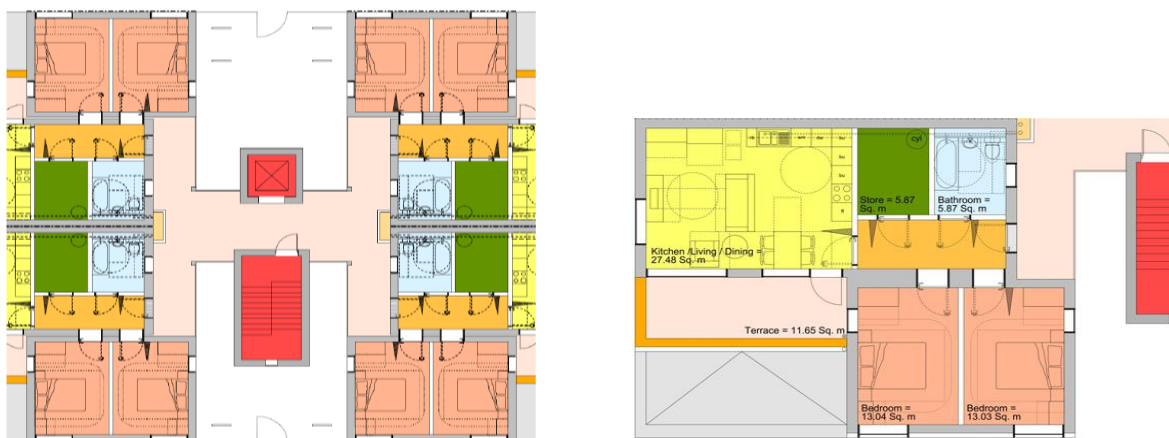 cyl
Store = 5.87
Sq. m
Bathroom =
5.87 Sq. m
Kitchen /Living / Dining =
27.48 Sq. m
Terrace = 11.65 Sq. m
Bedroom =
13.04 Sq. m
Bedroom =
13.03 Sq. m